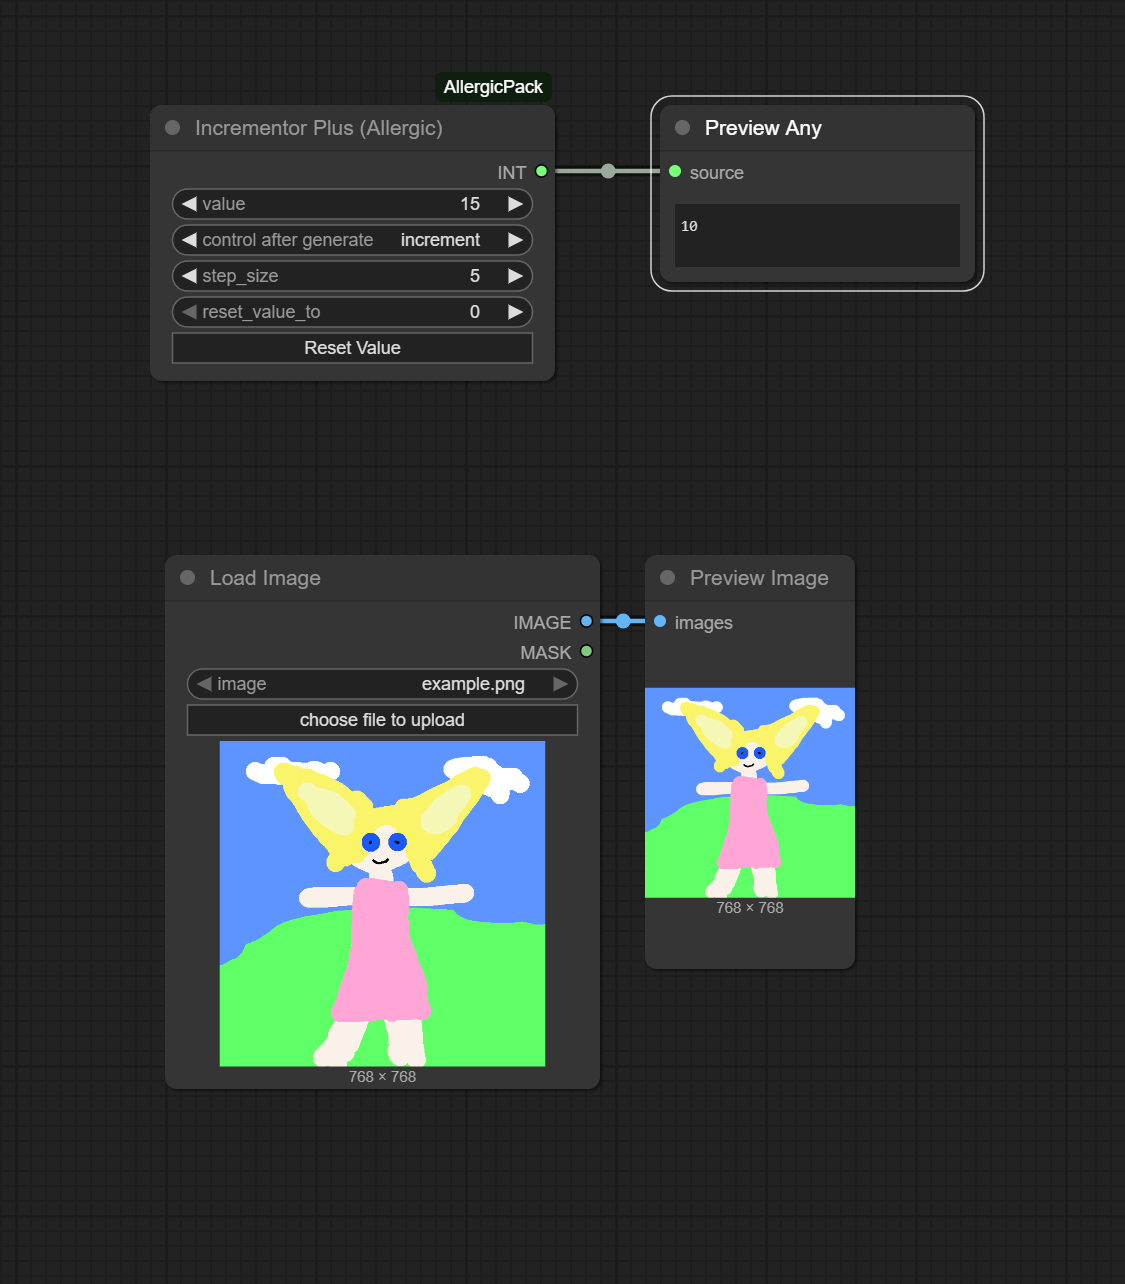 AllergicPack
Incrementor Plus (Allergic)
INT
value 15
control after generate increment
step_size 5
reset_value_to 0
Reset Value
Preview Any
source
10
Load Image
IMAGE
MASK
image example.png
choose file to upload
768 × 768
Preview Image
images
768 × 768